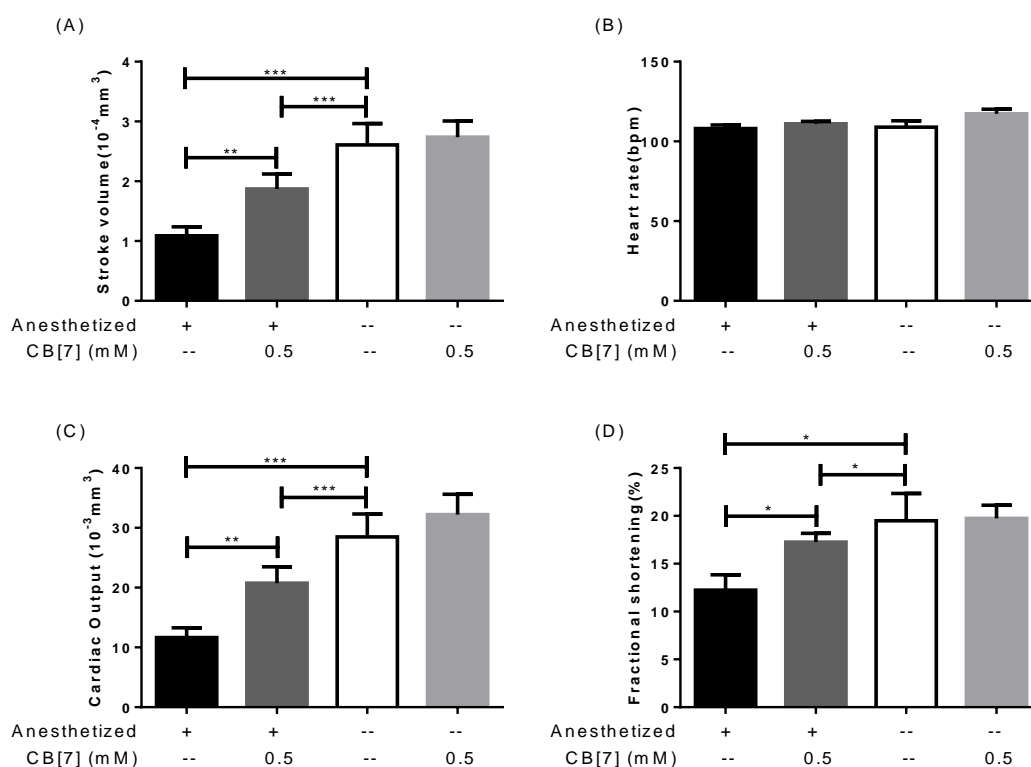 (A)
Stroke volume(10⁻⁴mm³)
4
3
2
1
0
***
***
**
Anesthetized + + -- --
CB[7] (mM) -- 0.5 -- 0.5
(B)
Heart rate(bpm)
150
100
50
0
Anesthetized + + -- --
CB[7] (mM) -- 0.5 -- 0.5
(C)
Cardiac Output (10⁻³mm³)
40
30
20
10
0
***
***
**
Anesthetized + + -- --
CB[7] (mM) -- 0.5 -- 0.5
(D)
Fractional shortening(%)
25
20
15
10
5
0
*
*
*
Anesthetized + + -- --
CB[7] (mM) -- 0.5 -- 0.5